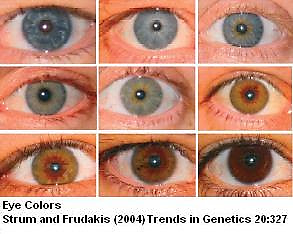 Eye Colors
Strum and Frudakis (2004) Trends in Genetics 20:327